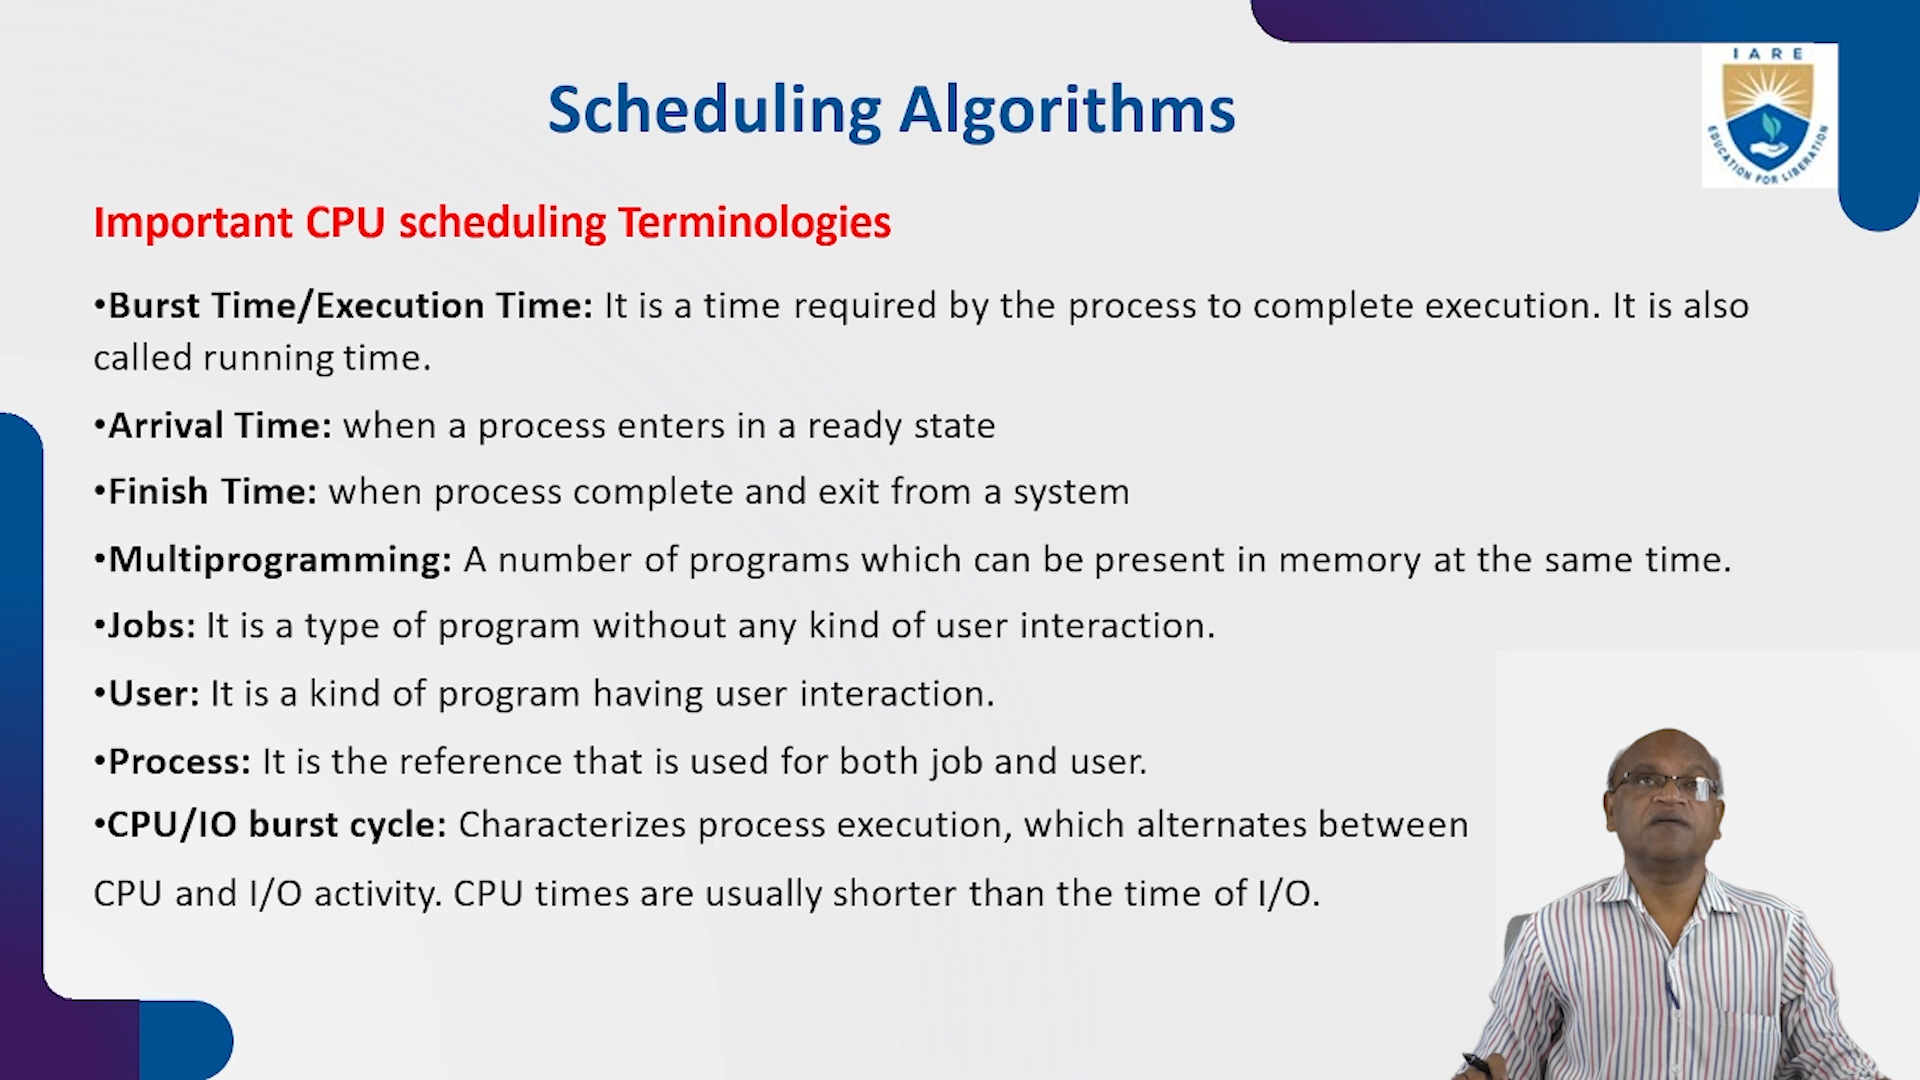 IARE
EDUCATION FOR LIBERATION
Scheduling Algorithms
Important CPU scheduling Terminologies
•Burst Time/Execution Time: It is a time required by the process to complete execution. It is also
called running time.
•Arrival Time: when a process enters in a ready state
•Finish Time: when process complete and exit from a system
•Multiprogramming: A number of programs which can be present in memory at the same time.
•Jobs: It is a type of program without any kind of user interaction.
•User: It is a kind of program having user interaction.
•Process: It is the reference that is used for both job and user.
•CPU/IO burst cycle: Characterizes process execution, which alternates between
CPU and I/O activity. CPU times are usually shorter than the time of I/O.